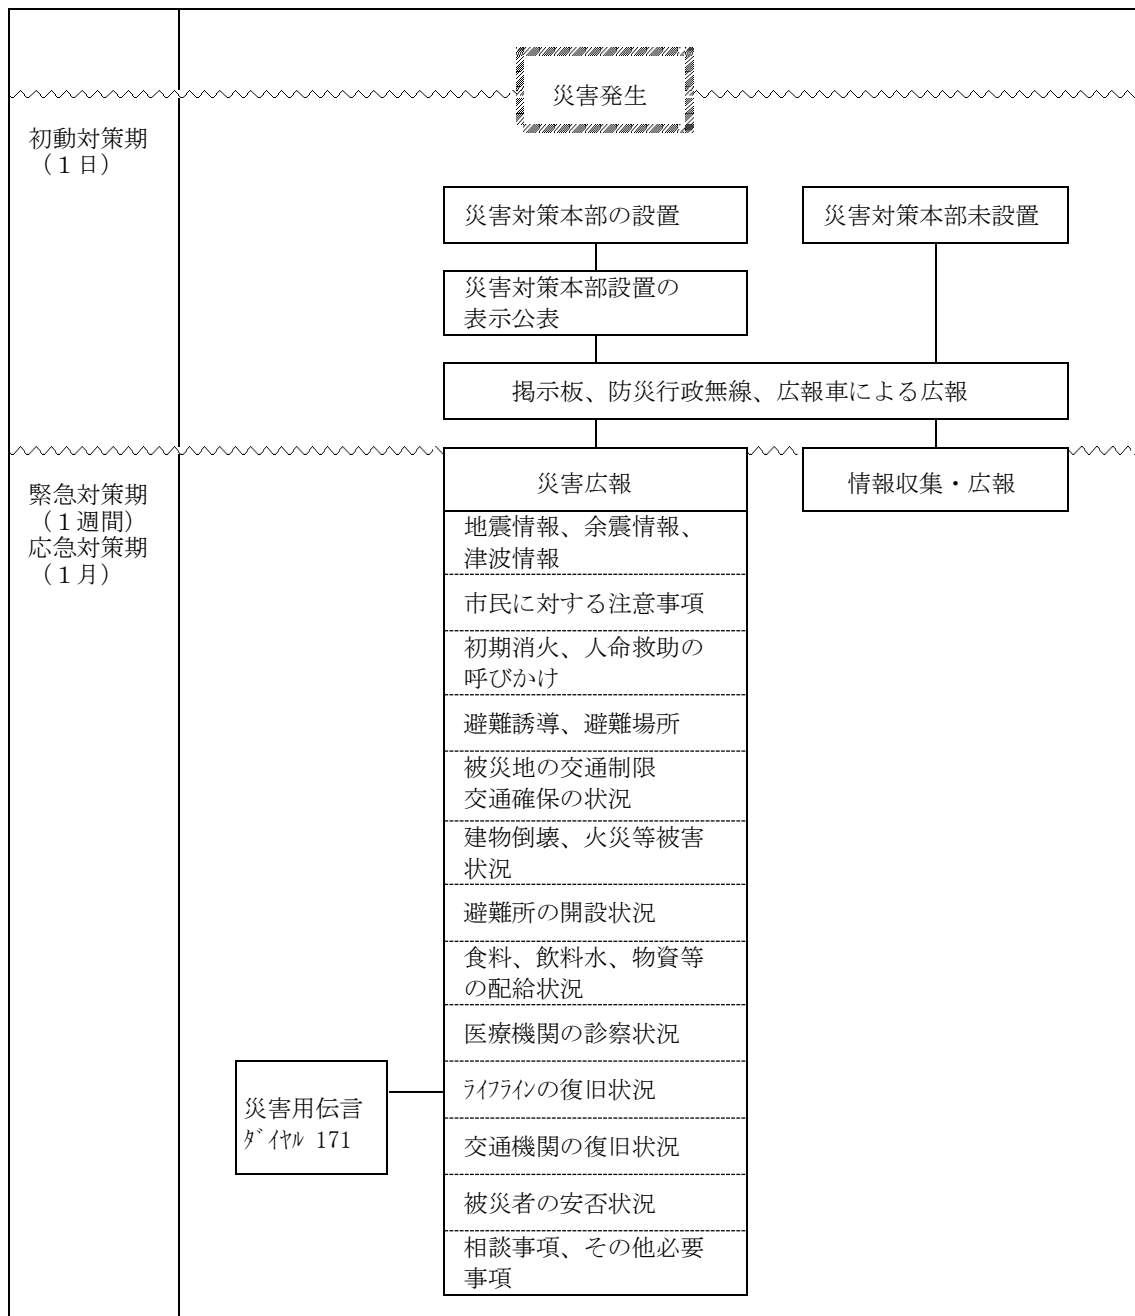 災害発生
初動対策期
（１日）
災害対策本部の設置
災害対策本部未設置
災害対策本部設置の
表示公表
掲示板、防災行政無線、広報車による広報
緊急対策期
（１週間）
応急対策期
（１月）
災害広報
情報収集・広報
地震情報、余震情報、
津波情報
市民に対する注意事項
初期消火、人命救助の
呼びかけ
避難誘導、避難場所
被災地の交通制限
交通確保の状況
建物倒壊、火災等被害
状況
避難所の開設状況
食料、飲料水、物資等
の配給状況
医療機関の診察状況
ﾗｲﾌﾗｲﾝの復旧状況
災害用伝言
ﾀﾞｲﾔﾙ 171
交通機関の復旧状況
被災者の安否状況
相談事項、その他必要
事項